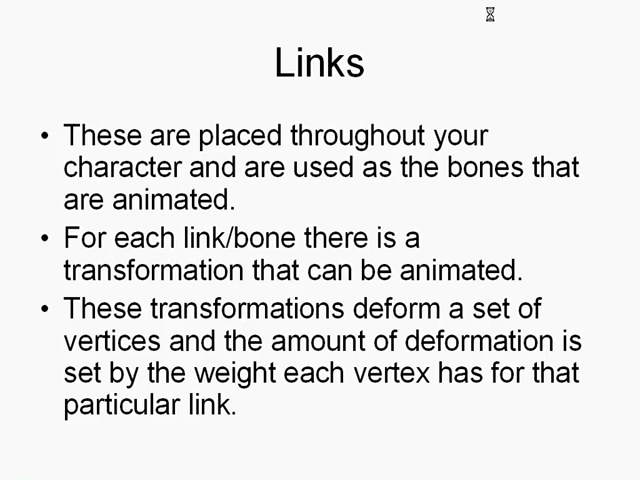 Links
• These are placed throughout your
character and are used as the bones that
are animated.
• For each link/bone there is a
transformation that can be animated.
• These transformations deform a set of
vertices and the amount of deformation is
set by the weight each vertex has for that
particular link.